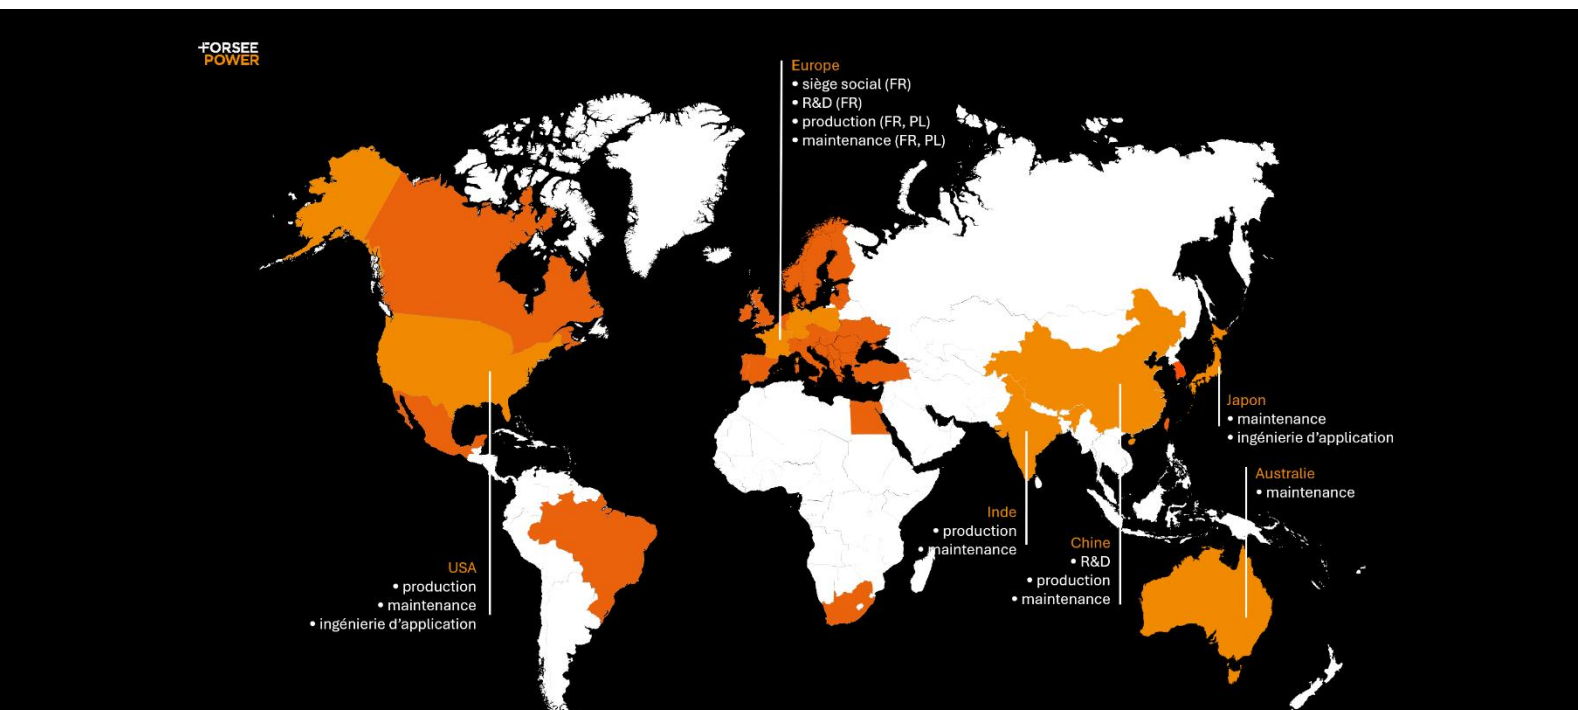 FORSEE
POWER
Europe
• siège social (FR)
• R&D (FR)
• production (FR, PL)
• maintenance (FR, PL)
Japon
• maintenance
• ingénierie d'application
Australie
• maintenance
Inde
• production
• maintenance
Chine
• R&D
• production
• maintenance
USA
• production
• maintenance
• ingénierie d'application